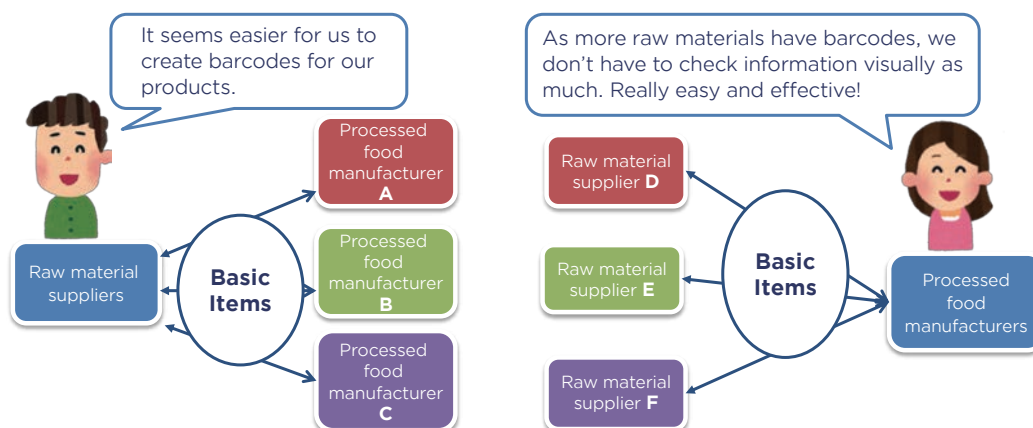 It seems easier for us to
create barcodes for our
products.
As more raw materials have barcodes, we
don't have to check information visually as
much. Really easy and effective!
Processed
food
manufacturer
A
Raw material
suppliers
Basic
Items
Processed
food
manufacturer
B
Processed
food
manufacturer
C
Raw material
supplier D
Raw material
supplier E
Basic
Items
Processed
food
manufacturers
Raw material
supplier F